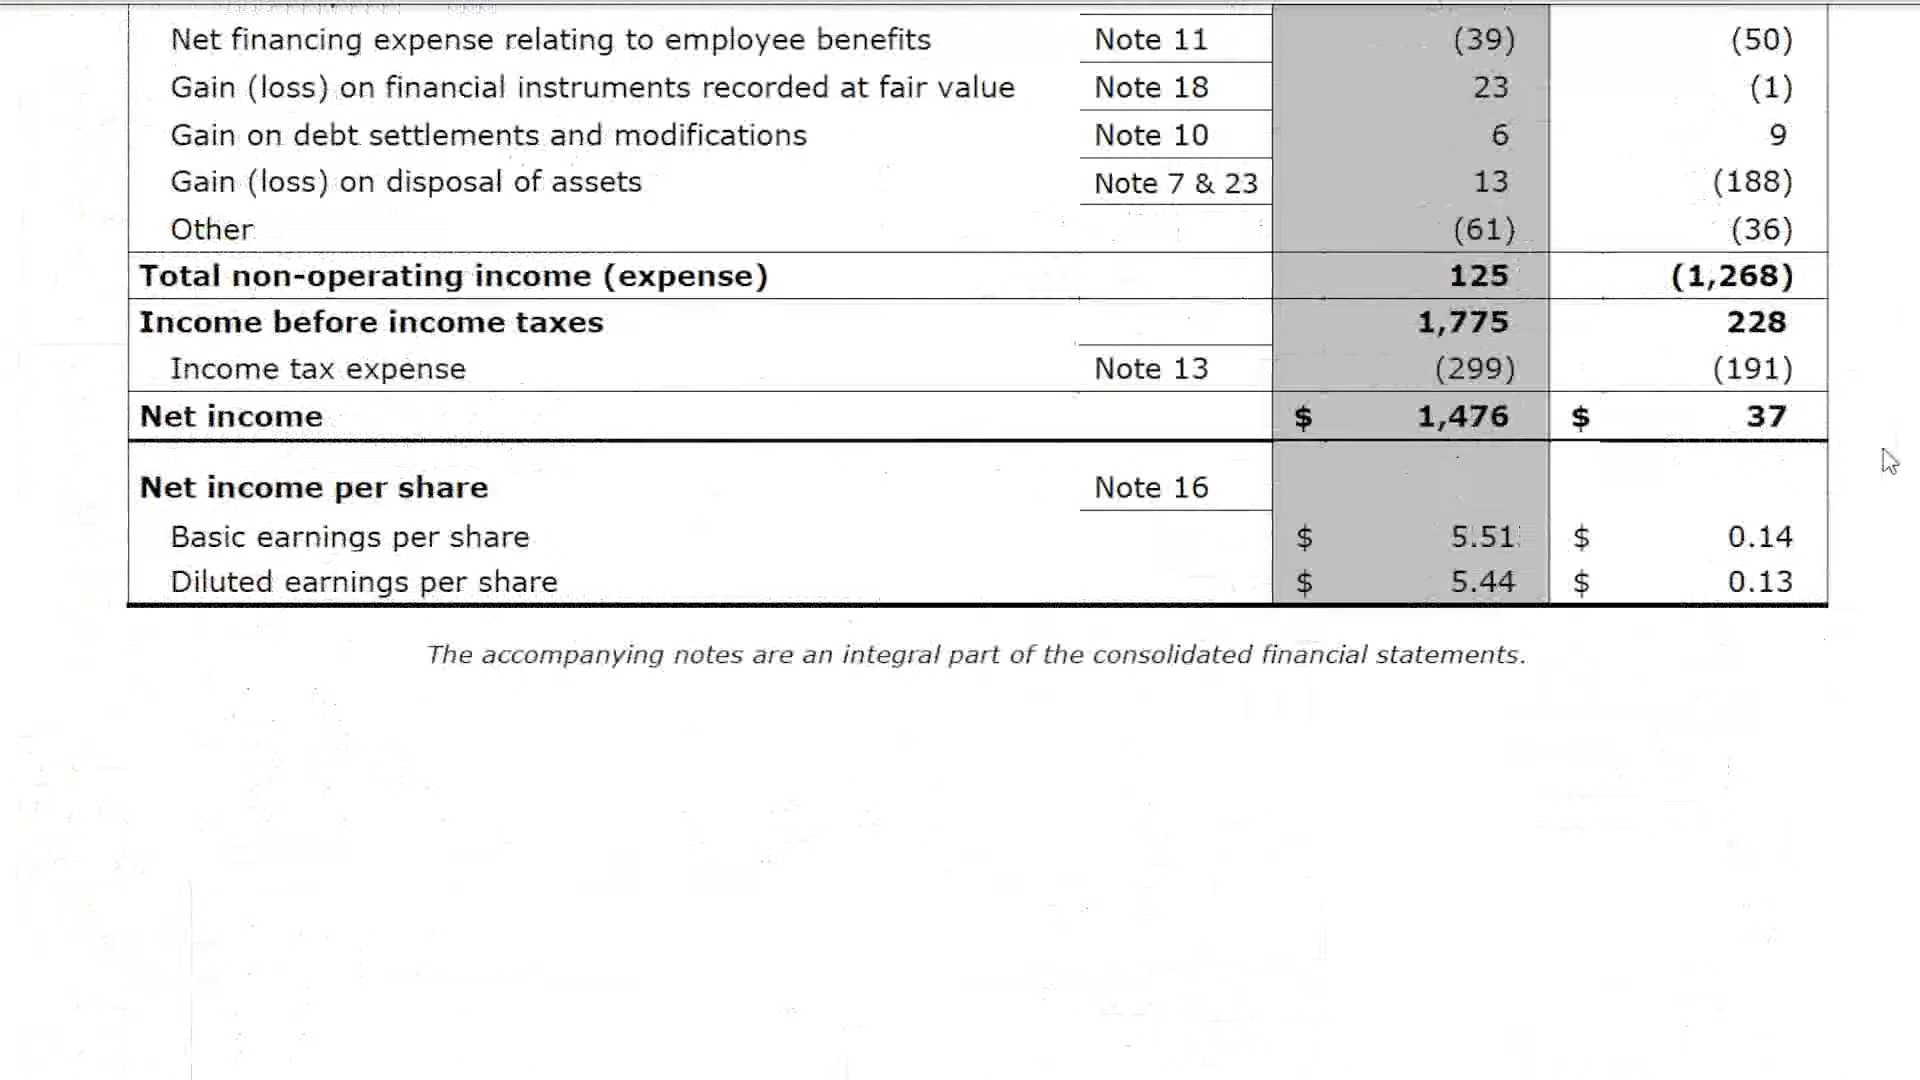 Net financing expense relating to employee benefits Note 11 (39) (50)
Gain (loss) on financial instruments recorded at fair value Note 18 23 (1)
Gain on debt settlements and modifications Note 10 6 9
Gain (loss) on disposal of assets Note 7 & 23 13 (188)
Other (61) (36)
Total non-operating income (expense) 125 (1,268)
Income before income taxes 1,775 228
Income tax expense Note 13 (299) (191)
Net income $ 1,476 $ 37
Net income per share Note 16
Basic earnings per share $ 5.51 $ 0.14
Diluted earnings per share $ 5.44 $ 0.13
The accompanying notes are an integral part of the consolidated financial statements.